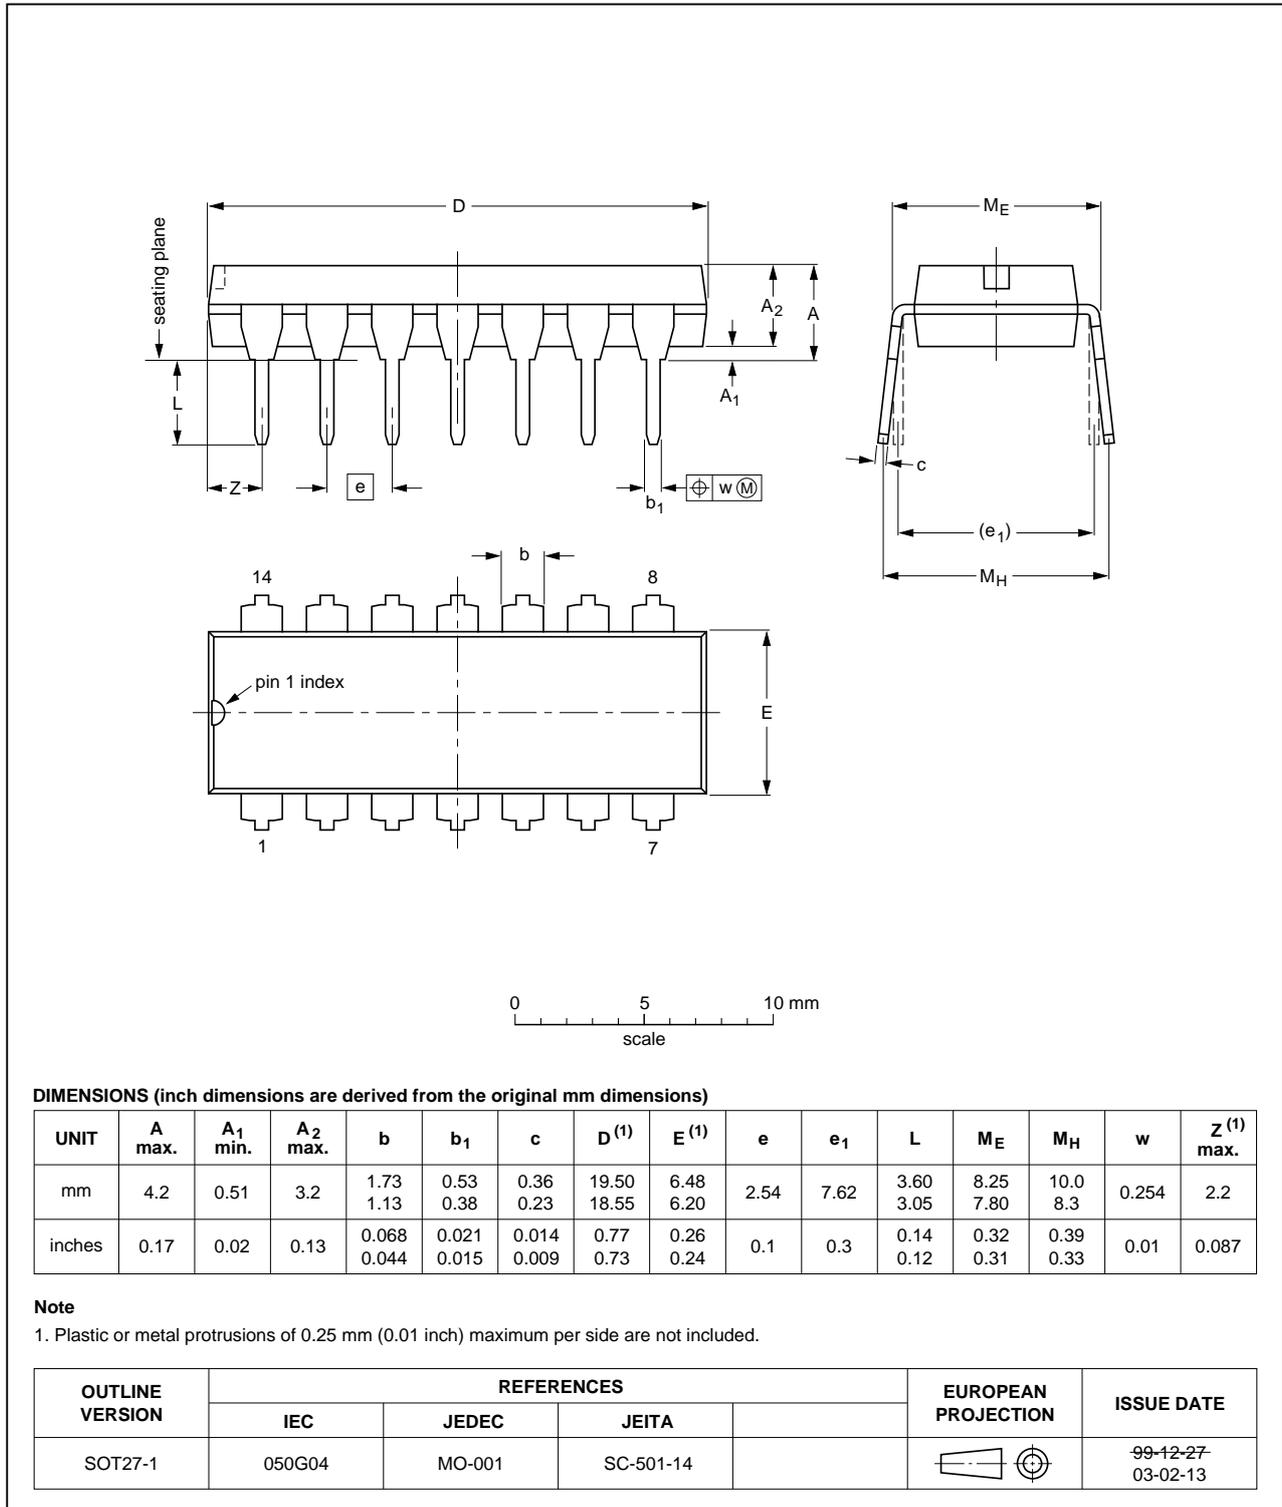 D
M E
seating plane
A 2
A
A 1
L
c
Z
e
b 1
w M
(e 1)
M H
b
14
8
pin 1 index
E
1
7
0 5 10 mm
scale
DIMENSIONS (inch dimensions are derived from the original mm dimensions)
UNIT A max. A1 min. A2 max. b b1 c D(1) E(1) e e1 L ME MH w Z(1) max.
mm 4.2 0.51 3.2 1.73 1.13 0.53 0.38 0.36 0.23 19.50 18.55 6.48 6.20 2.54 7.62 3.60 3.05 8.25 7.80 10.0 8.3 0.254 2.2
inches 0.17 0.02 0.13 0.068 0.044 0.021 0.015 0.014 0.009 0.77 0.73 0.26 0.24 0.1 0.3 0.14 0.12 0.32 0.31 0.39 0.33 0.01 0.087
Note
1. Plastic or metal protrusions of 0.25 mm (0.01 inch) maximum per side are not included.
OUTLINE VERSION REFERENCES EUROPEAN PROJECTION ISSUE DATE
IEC JEDEC JEITA
SOT27-1 050G04 MO-001 SC-501-14 99-12-27
03-02-13